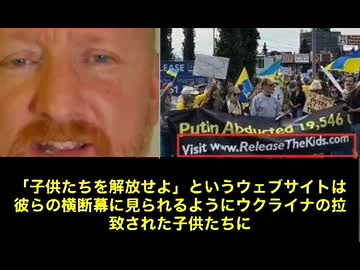 Putin Abducted 19,546
Visit www.ReleaseTheKids.com
「子供たちを解放せよ」というウェブサイトは
彼らの横断幕に見られるようにウクライナの拉
致された子供たちに